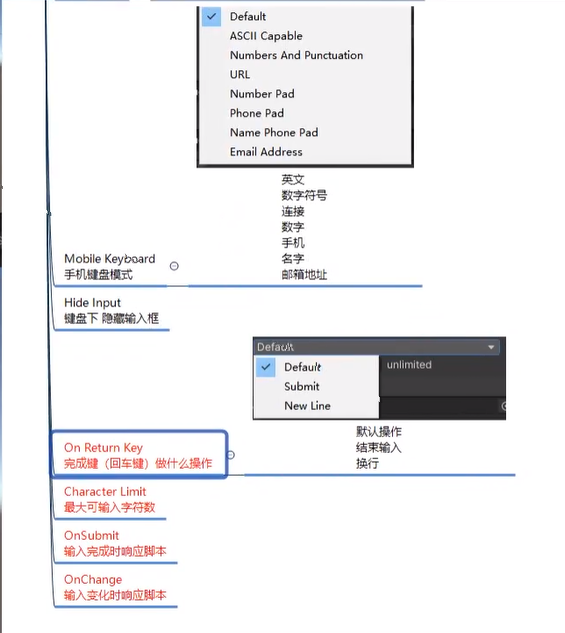 Default
ASCII Capable
Numbers And Punctuation
URL
Number Pad
Phone Pad
Name Phone Pad
Email Address
英文
数字符号
连接
数字
手机
名字
邮箱地址
Mobile Keyboard
手机键盘模式
Hide Input
键盘下 隐藏输入框
Default
unlimited
Default
Submit
New Line
默认操作
结束输入
换行
On Return Key
完成键（回车键）做什么操作
Character Limit
最大可输入字符数
OnSubmit
输入完成时响应脚本
OnChange
输入变化时响应脚本